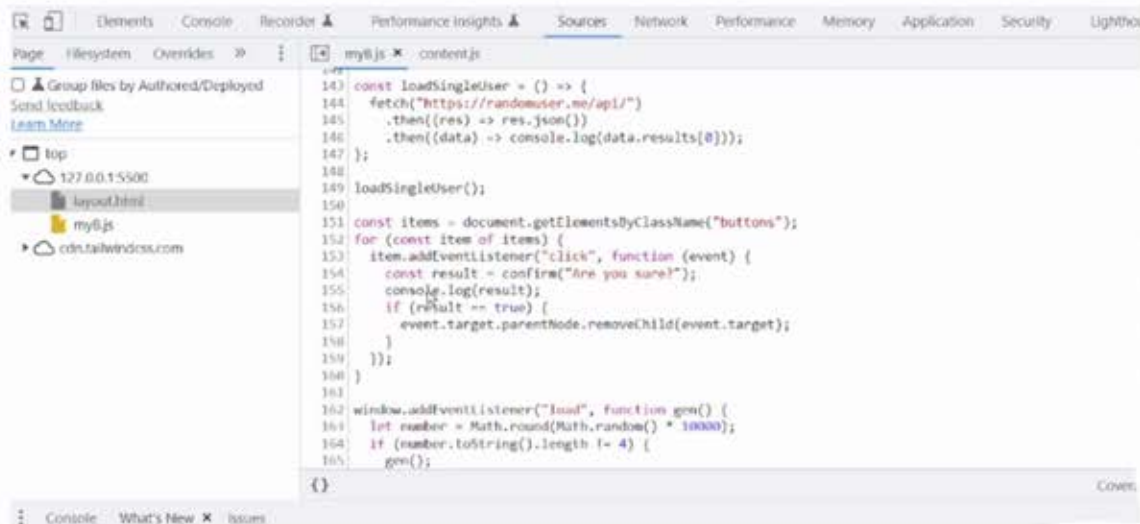 Elements Console Recorder Performance insights Sources Network Performance Memory Application Security Lightho
Page Filesystem Overrides »
my8.js × content.js
Group files by Authored/Deployed
Send feedback
Learn More
top
127.0.0.1:5500
layout.html
my8.js
cdn.tailwindcss.com
143 const loadSingleUser = () => {
144 fetch("https://randomuser.me/api/")
145 .then((res) => res.json())
146 .then((data) => console.log(data.results[0]));
147 };
148
149 loadSingleUser();
150
151 const items = document.getElementsByClassName("buttons");
152 for (const item of items) {
153 item.addEventListener("click", function (event) {
154 const result = confirm("Are you sure?");
155 console.log(result);
156 if (result == true) {
157 event.target.parentNode.removeChild(event.target);
158 }
159 });
160 }
161
162 window.addEventListener("load", function gen() {
163 let number = Math.round(Math.random() * 10000);
164 if (number.toString().length != 4) {
165 gen();
{} Cover
Console What's New × Issues